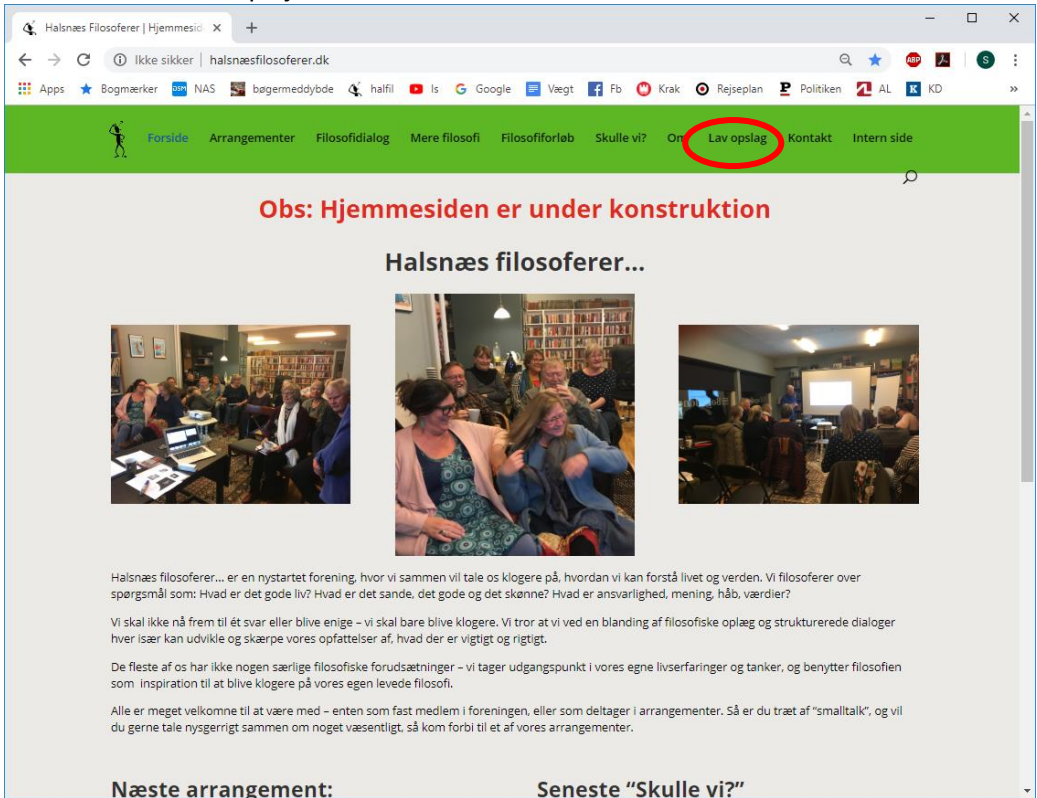 Halsnæs Filosoferer | Hjemmesid
Ikke sikker | halsnæsfilosoferer.dk
ABP
S
Apps Bogmærker DSM NAS bøgermeddybde halfil Is Google Vægt Fb Krak Rejseplan Politiken AL K KD »
Forside Arrangementer Filosofidialog Mere filosofi Filosofiforløb Skulle vi? Om Lav opslag Kontakt Intern side
Obs: Hjemmesiden er under konstruktion
Halsnæs filosoferer...
Halsnæs filosoferer... er en nystartet forening, hvor vi sammen vil tale os klogere på, hvordan vi kan forstå livet og verden. Vi filosoferer over
spørgsmål som: Hvad er det gode liv? Hvad er det sande, det gode og det skønne? Hvad er ansvarlighed, mening, håb, værdier?
Vi skal ikke nå frem til ét svar eller blive enige – vi skal bare blive klogere. Vi tror at vi ved en blanding af filosofiske oplæg og strukturerede dialoger
hver især kan udvikle og skærpe vores opfattelser af, hvad der er vigtigt og rigtigt.
De fleste af os har ikke nogen særlige filosofiske forudsætninger – vi tager udgangspunkt i vores egne livserfaringer og tanker, og benytter filosofien
som inspiration til at blive klogere på vores egen levede filosofi.
Alle er meget velkomne til at være med – enten som fast medlem i foreningen, eller som deltager i arrangementer. Så er du træt af “smalltalk”, og vil
du gerne tale nysgerrigt sammen om noget væsentligt, så kom forbi til et af vores arrangementer.
Næste arrangement:
Seneste “Skulle vi?”